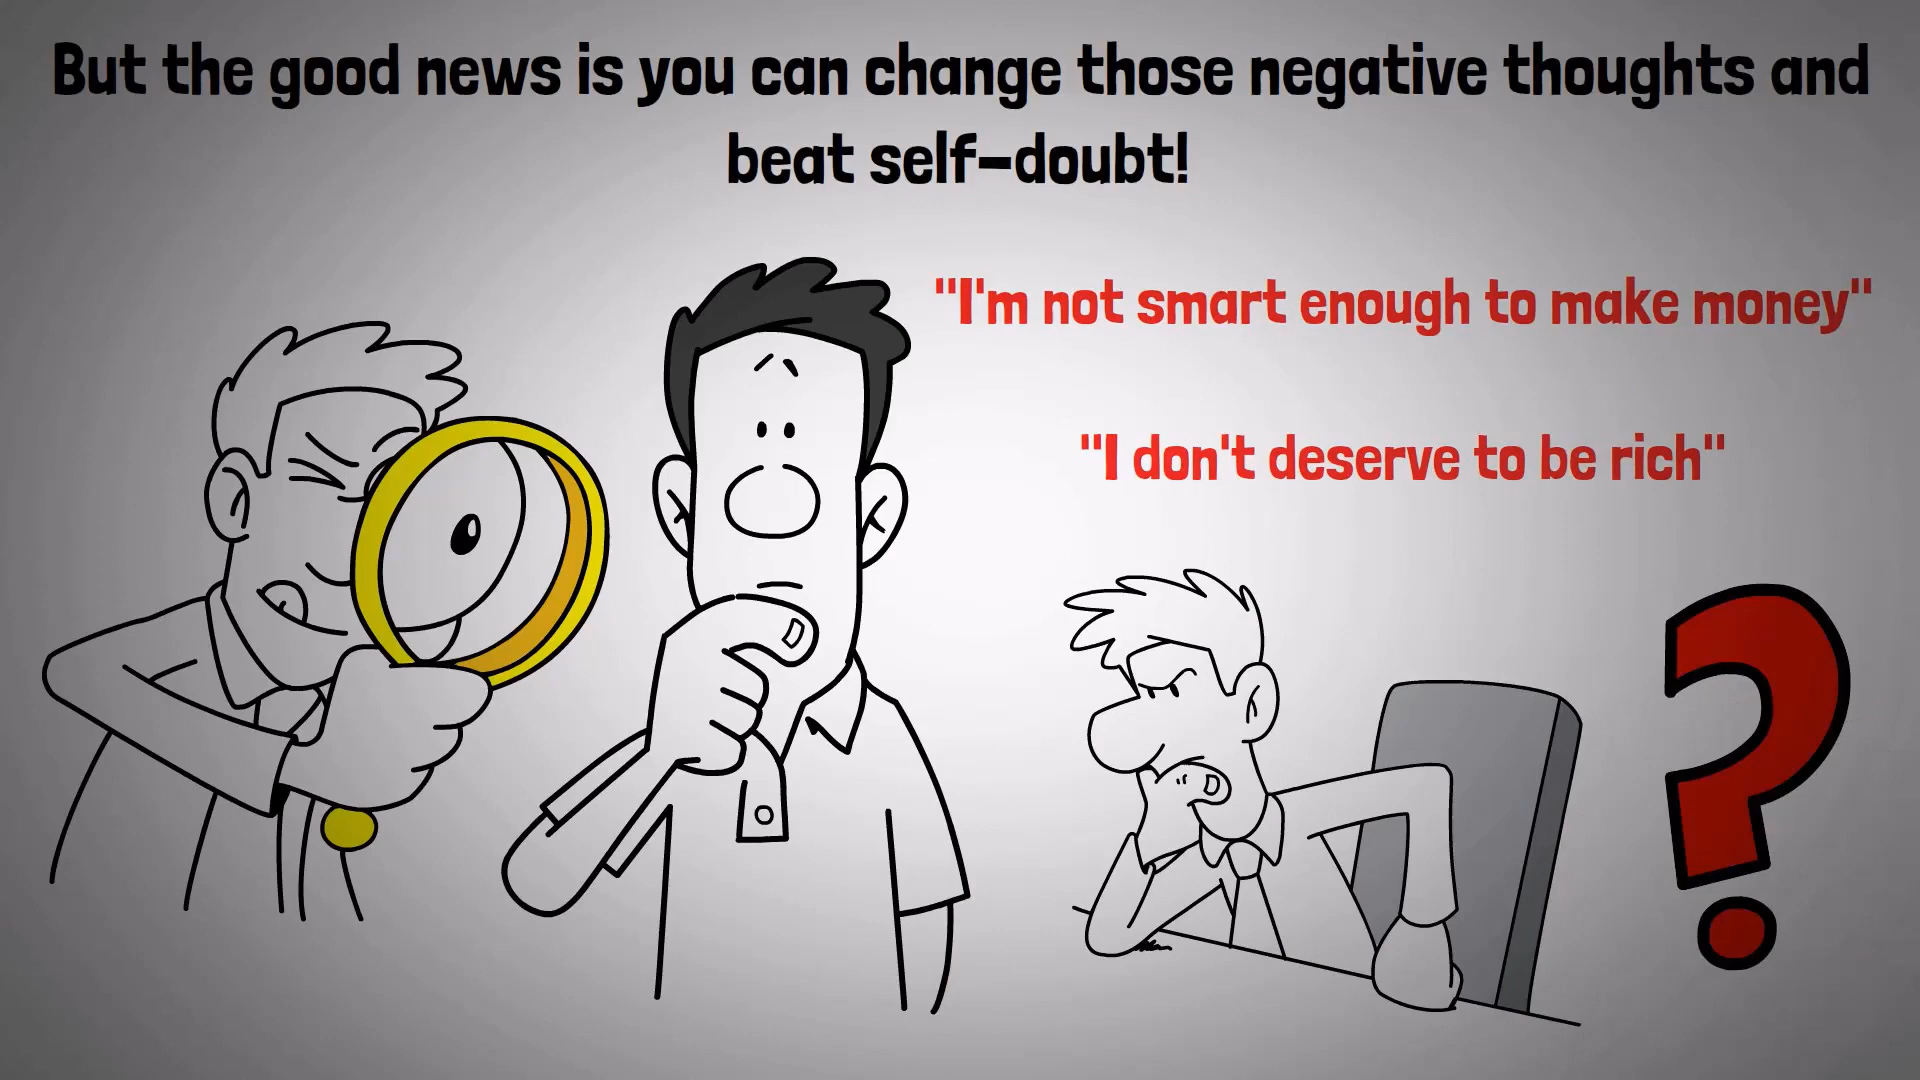 But the good news is you can change those negative thoughts and
beat self-doubt!
"I'm not smart enough to make money"
"I don't deserve to be rich"
?